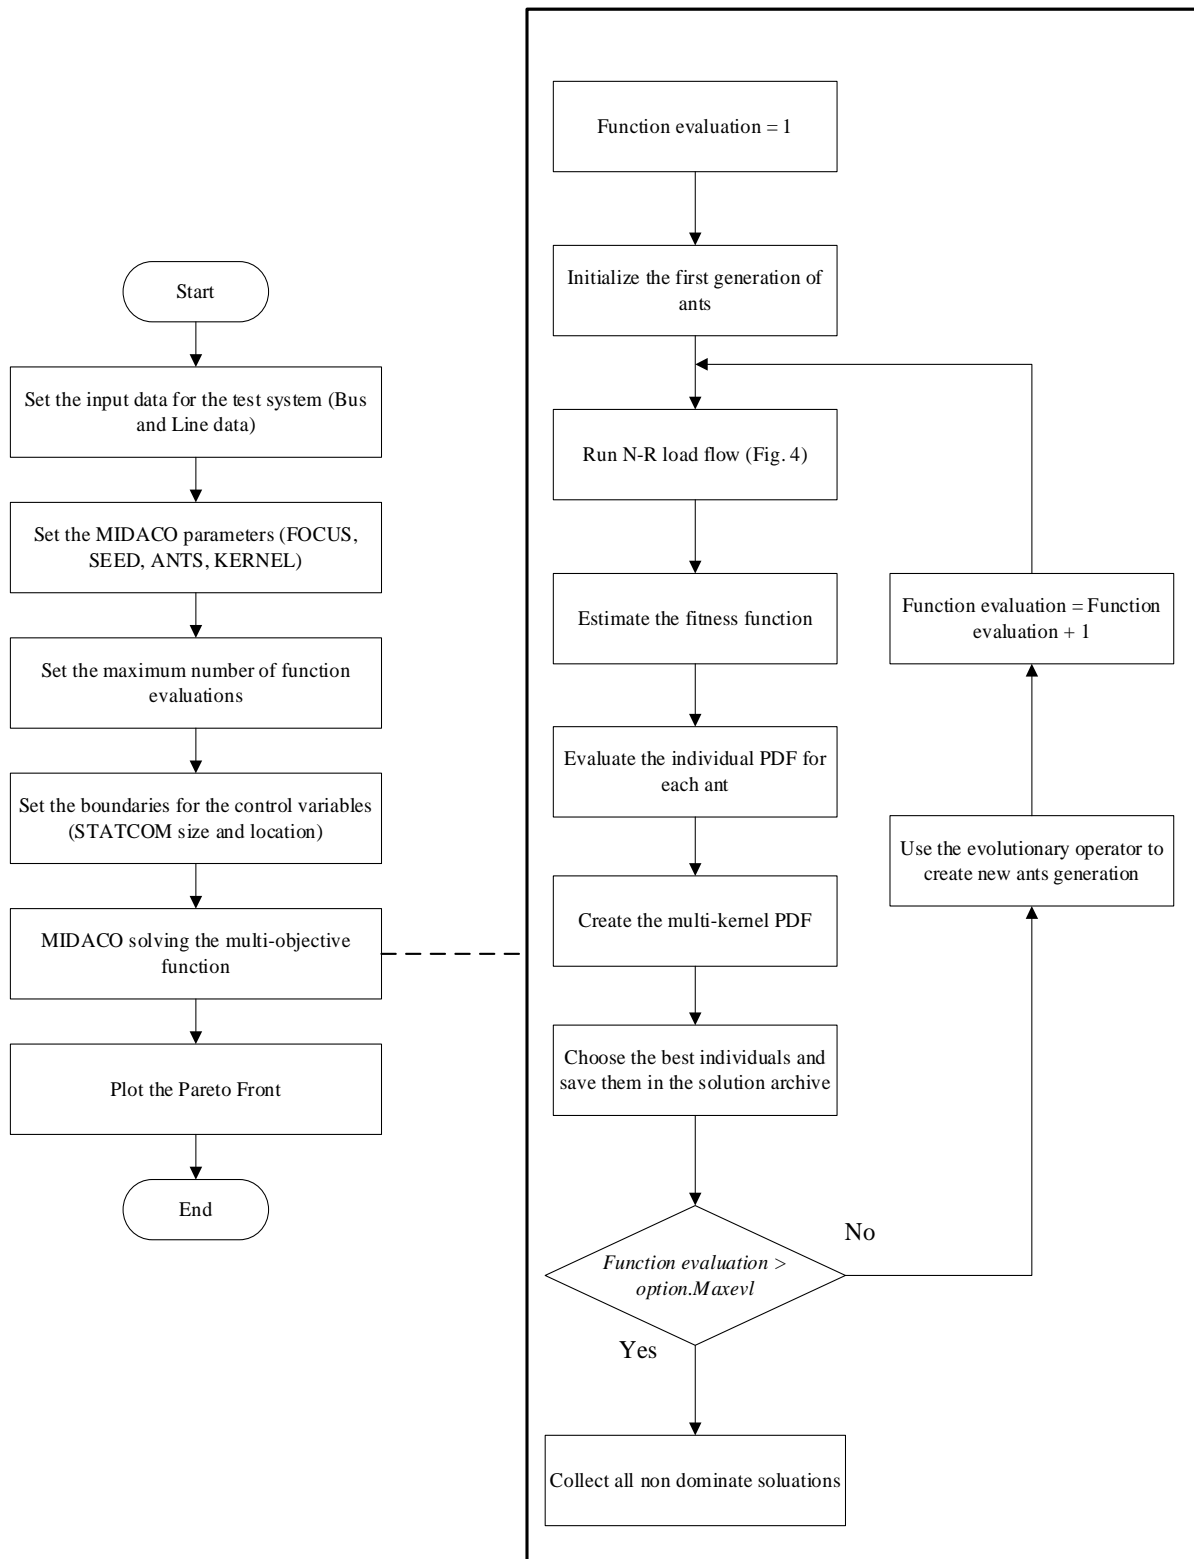 Start
Set the input data for the test system (Bus
and Line data)
Set the MIDACO parameters (FOCUS,
SEED, ANTS, KERNEL)
Set the maximum number of function
evaluations
Set the boundaries for the control variables
(STATCOM size and location)
MIDACO solving the multi-objective
function
Plot the Pareto Front
End
Function evaluation = 1
Initialize the first generation of
ants
Run N-R load flow (Fig. 4)
Estimate the fitness function
Evaluate the individual PDF for
each ant
Create the multi-kernel PDF
Choose the best individuals and
save them in the solution archive
Function evaluation >
option.Maxevl
No
Yes
Collect all non dominate soluations
Use the evolutionary operator to
create new ants generation
Function evaluation = Function
evaluation + 1